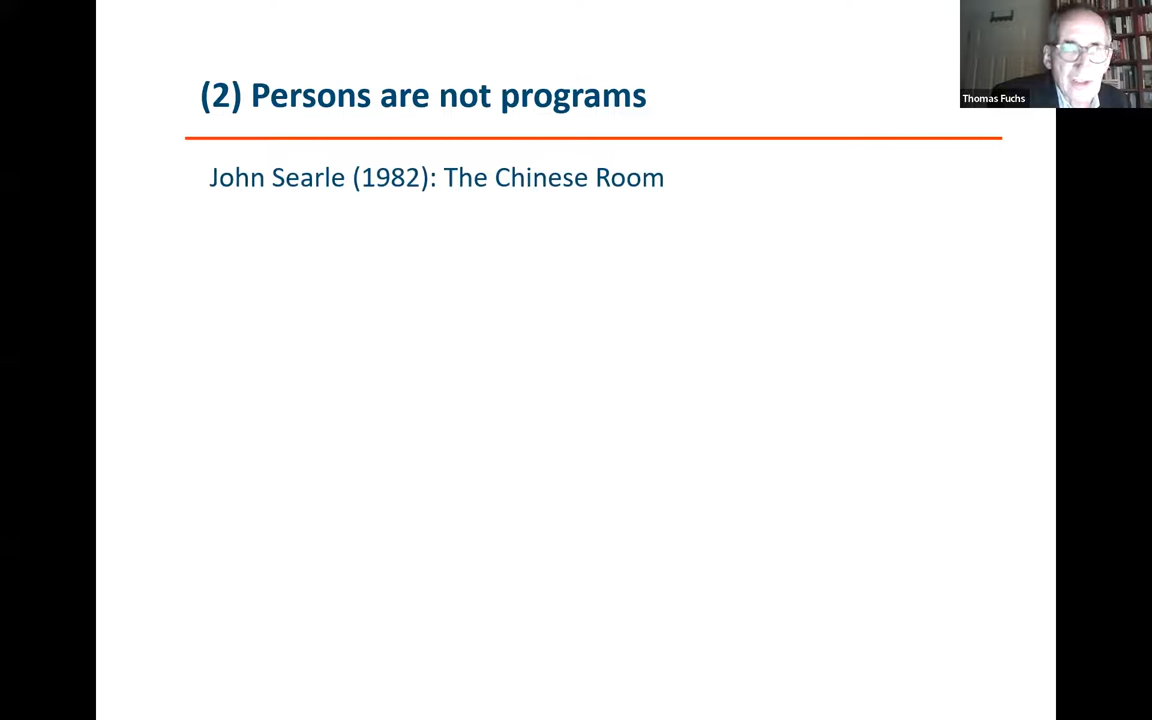 (2) Persons are not programs
Thomas Fuchs
John Searle (1982): The Chinese Room